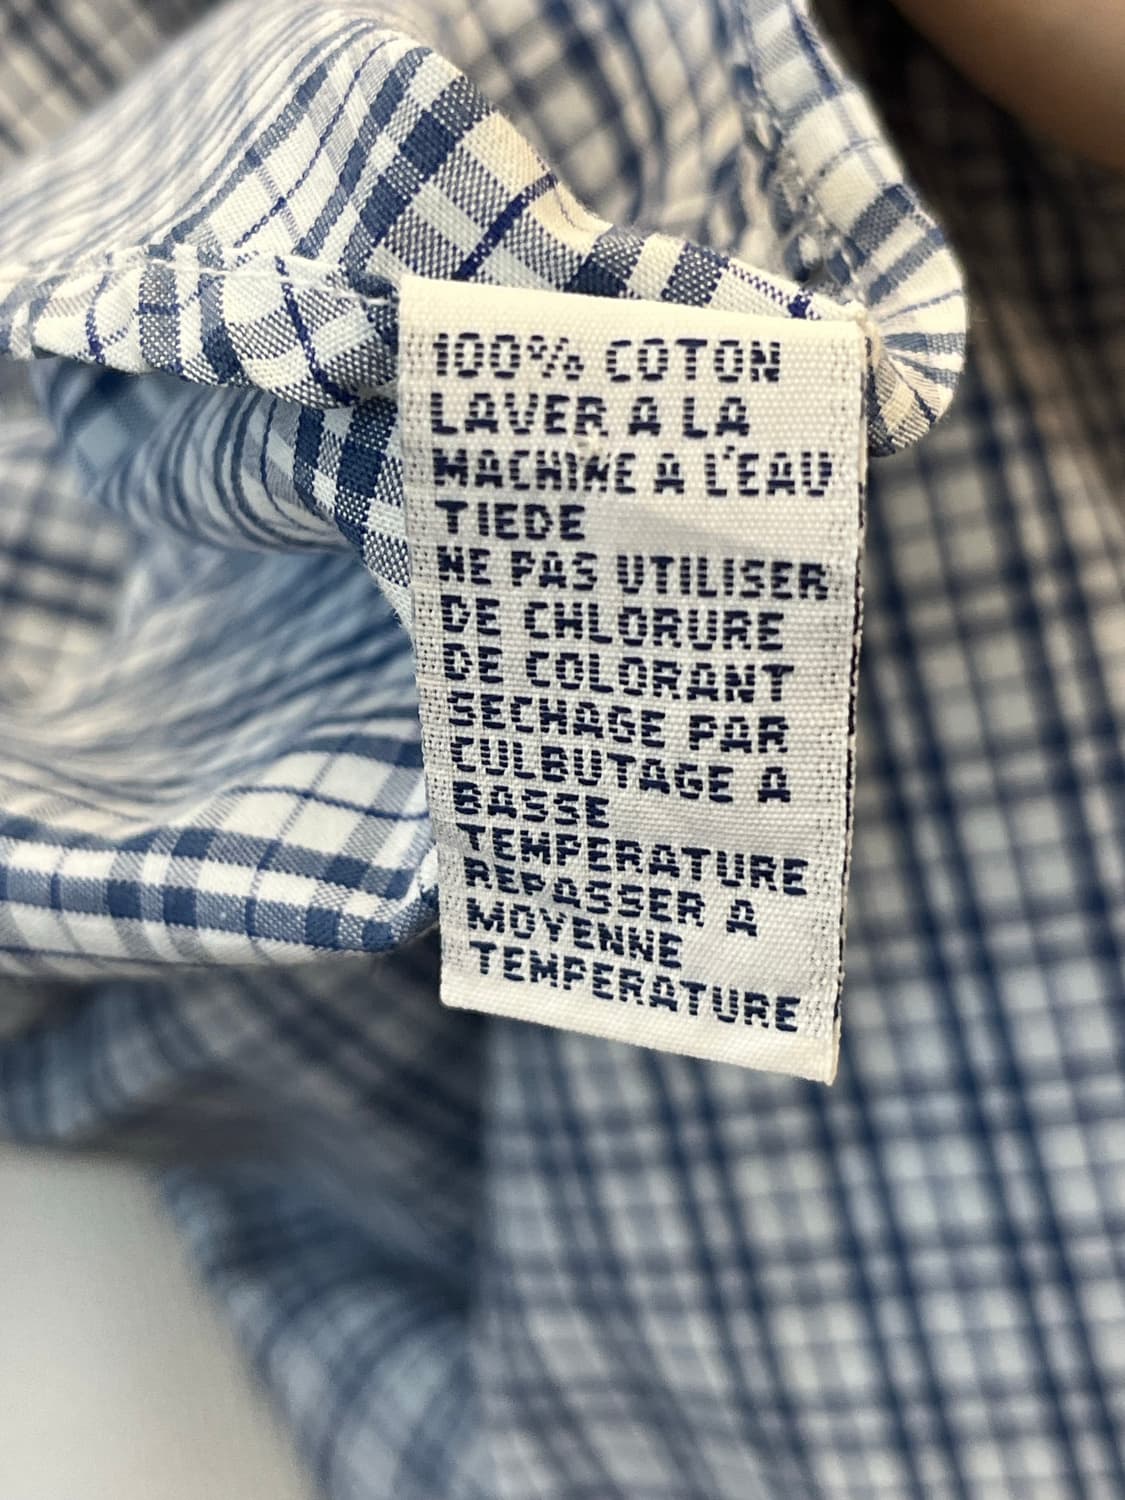 100% COTON
LAVER A LA
MACHINE A L'EAU
TIEDE
NE PAS UTILISER
DE CHLORURE
DE COLORANT
SECHAGE PAR
CULBUTAGE A
BASSE
TEMPERATURE
REPASSER A
MOYENNE
TEMPERATURE